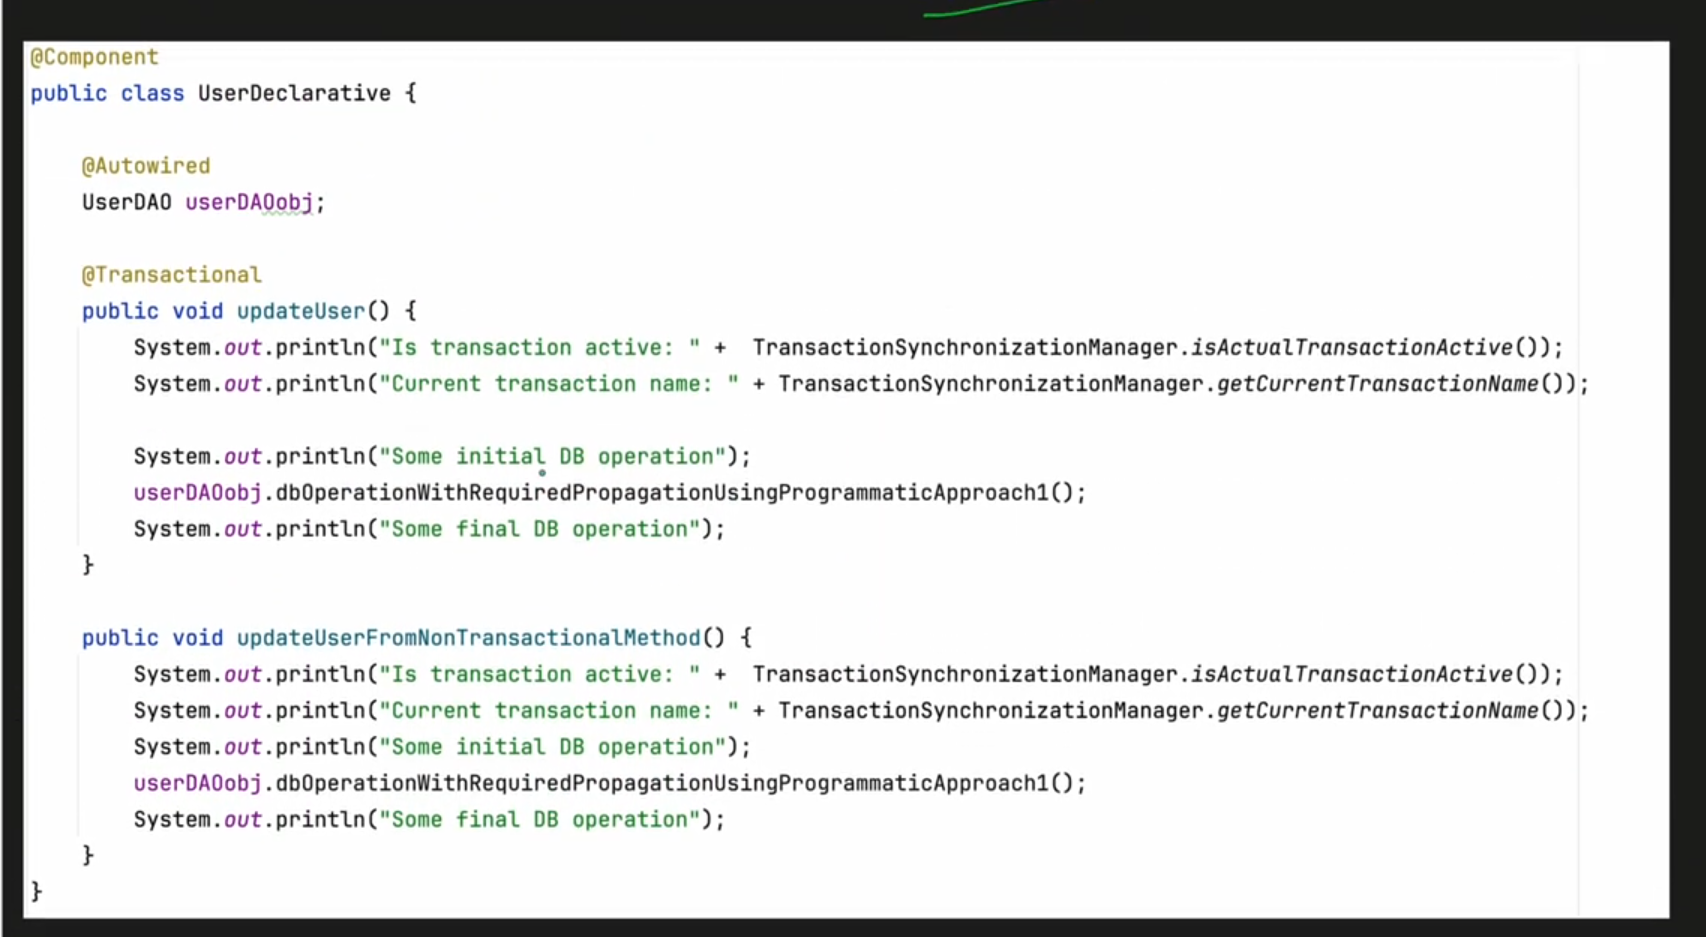 @Component
public class UserDeclarative {
@Autowired
UserDAO userDAOobj;
@Transactional
public void updateUser() {
System.out.println("Is transaction active: " +  TransactionSynchronizationManager.isActualTransactionActive());
System.out.println("Current transaction name: " + TransactionSynchronizationManager.getCurrentTransactionName());
System.out.println("Some initial DB operation");
userDAOobj.dbOperationWithRequiredPropagationUsingProgrammaticApproach1();
System.out.println("Some final DB operation");
}
public void updateUserFromNonTransactionalMethod() {
System.out.println("Is transaction active: " +  TransactionSynchronizationManager.isActualTransactionActive());
System.out.println("Current transaction name: " + TransactionSynchronizationManager.getCurrentTransactionName());
System.out.println("Some initial DB operation");
userDAOobj.dbOperationWithRequiredPropagationUsingProgrammaticApproach1();
System.out.println("Some final DB operation");
}
}